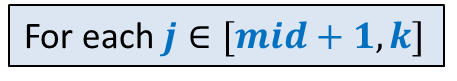 For each j ∈ [mid + 1, k]